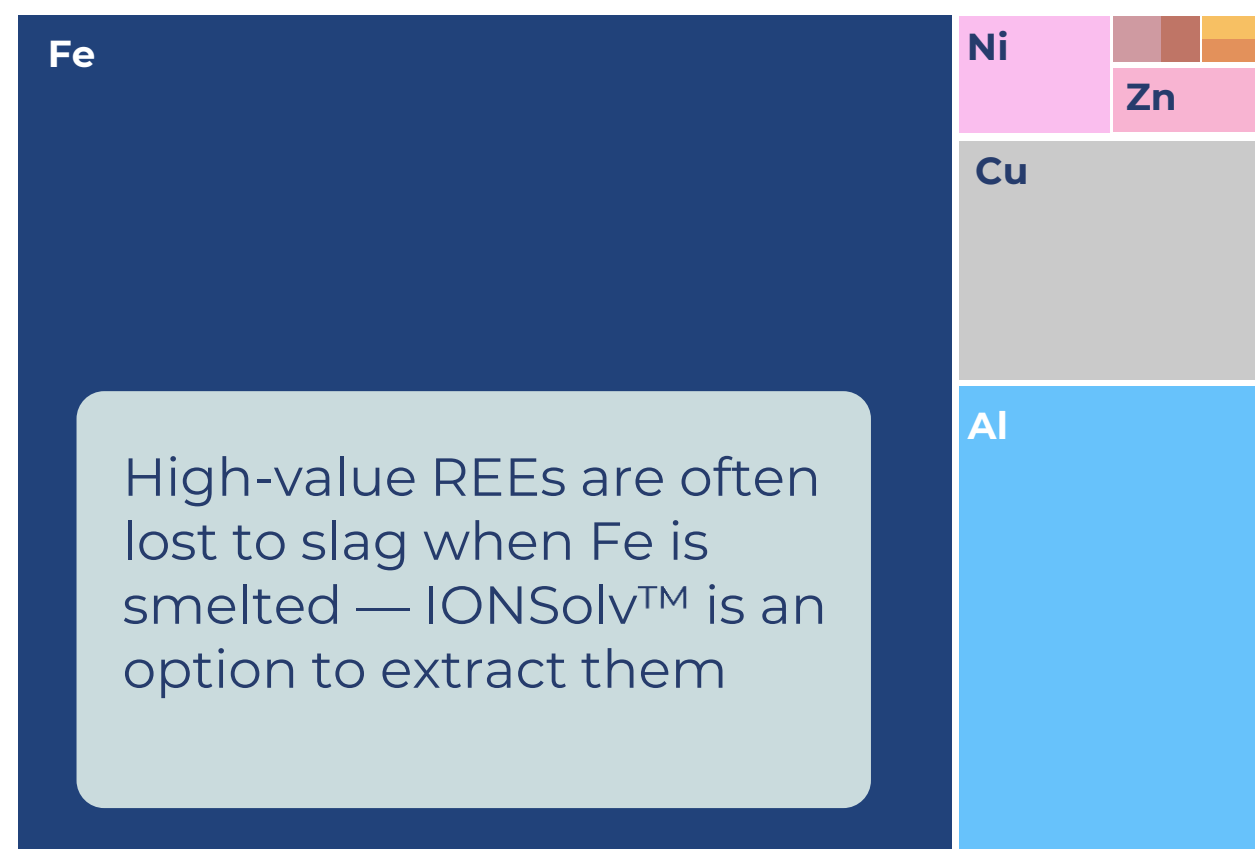 Fe
Ni
Zn
Cu
Al
High-value REEs are often
lost to slag when Fe is
smelted — IONSolv™ is an
option to extract them